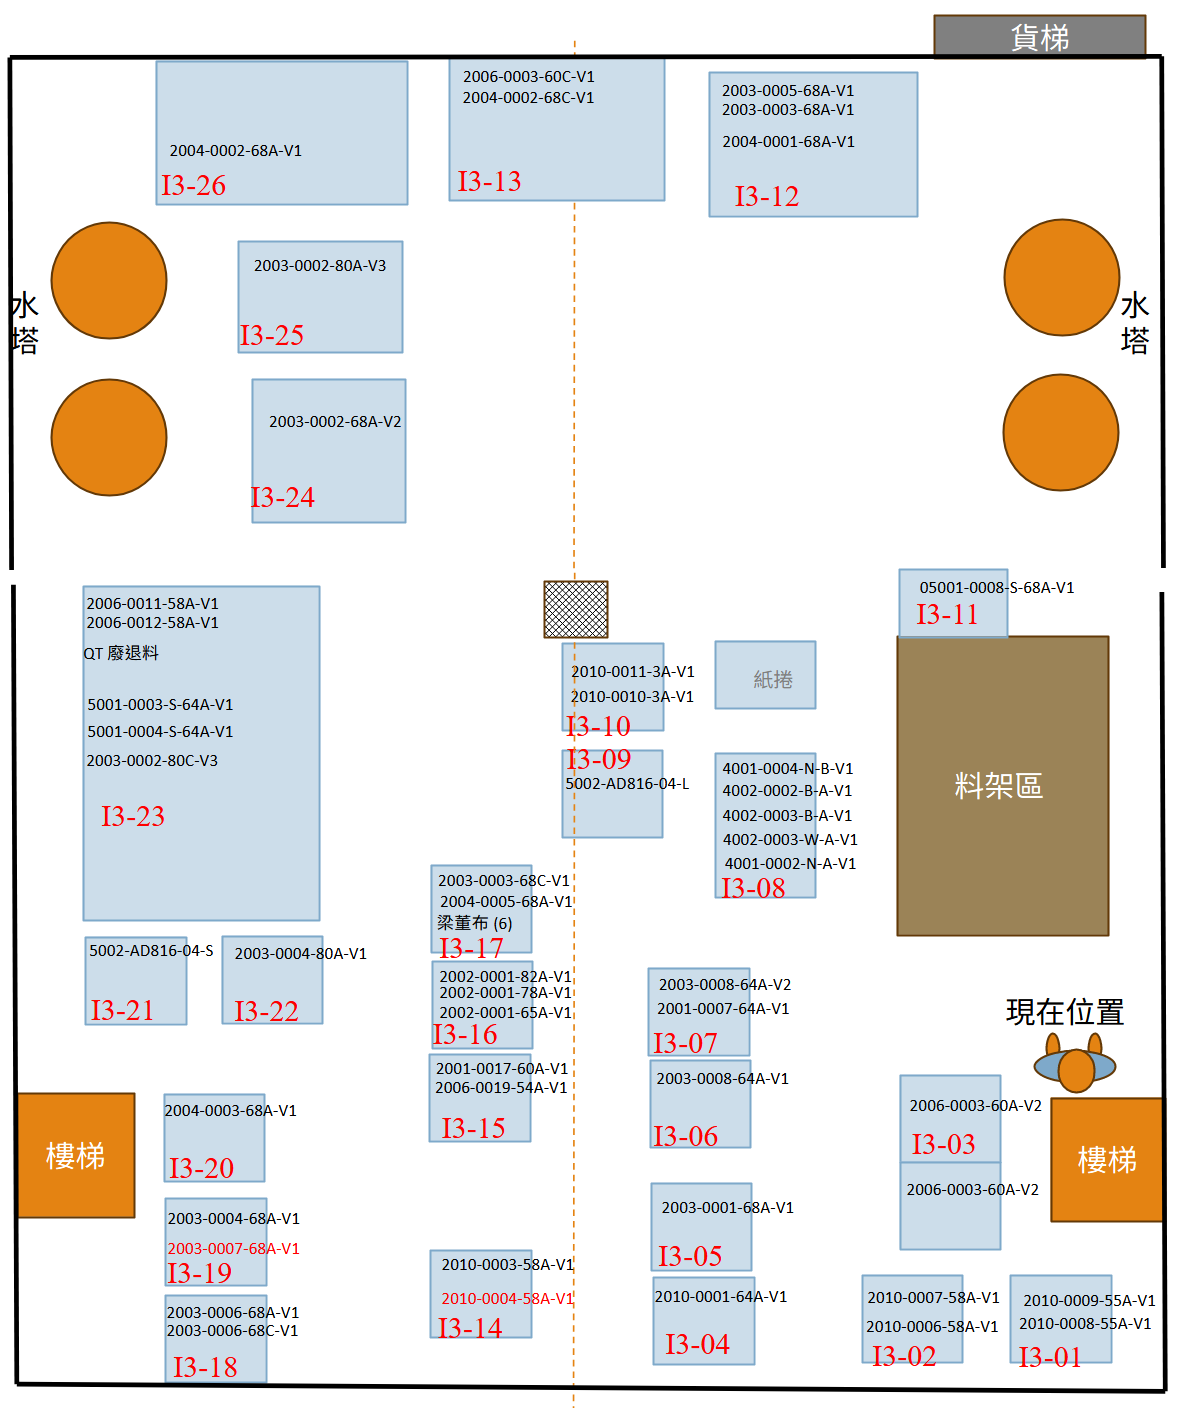 貨梯
2004-0002-68A-V1
I3-26
2006-0003-60C-V1
2004-0002-68C-V1
I3-13
2003-0005-68A-V1
2003-0003-68A-V1
2004-0001-68A-V1
I3-12
水塔
2003-0002-80A-V3
I3-25
水塔
2003-0002-68A-V2
I3-24
2006-0011-58A-V1
2006-0012-58A-V1
QT 廢退料
5001-0003-S-64A-V1
5001-0004-S-64A-V1
2003-0002-80C-V3
I3-23
2010-0011-3A-V1
2010-0010-3A-V1
I3-10
I3-09
5002-AD816-04-L
紙捲
05001-0008-S-68A-V1
I3-11
料架區
4001-0004-N-B-V1
4002-0002-B-A-V1
4002-0003-B-A-V1
4002-0003-W-A-V1
4001-0002-N-A-V1
I3-08
2003-0003-68C-V1
2004-0005-68A-V1
梁董布 (6)
I3-17
5002-AD816-04-S
I3-21
2003-0004-80A-V1
I3-22
2002-0001-82A-V1
2002-0001-78A-V1
2002-0001-65A-V1
I3-16
2003-0008-64A-V2
2001-0007-64A-V1
I3-07
現在位置
2001-0017-60A-V1
2006-0019-54A-V1
I3-15
2003-0008-64A-V1
I3-06
2006-0003-60A-V2
I3-03
2006-0003-60A-V2
樓梯
樓梯
2004-0003-68A-V1
I3-20
2003-0004-68A-V1
2003-0007-68A-V1
I3-19
2003-0001-68A-V1
I3-05
2010-0003-58A-V1
2010-0004-58A-V1
I3-14
2003-0006-68A-V1
2003-0006-68C-V1
I3-18
2010-0001-64A-V1
I3-04
2010-0007-58A-V1
2010-0006-58A-V1
I3-02
2010-0009-55A-V1
2010-0008-55A-V1
I3-01